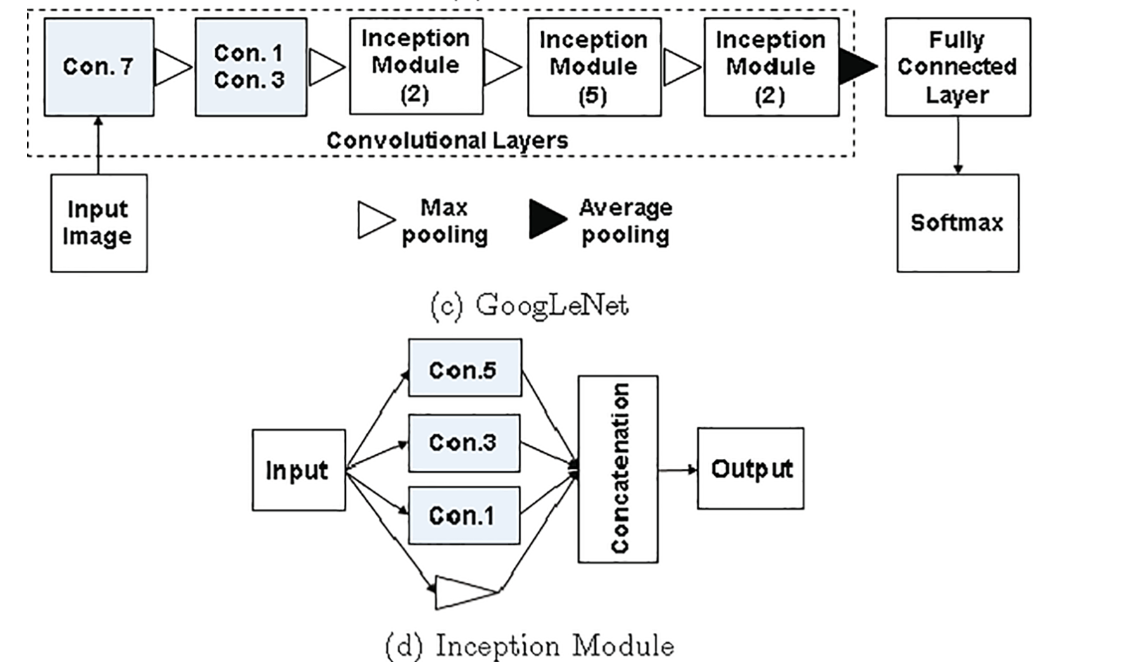 Con. 7
Con. 1
Con. 3
Inception
Module
(2)
Inception
Module
(5)
Inception
Module
(2)
Fully
Connected
Layer
Convolutional Layers
Input
Image
Max
pooling
Average
pooling
Softmax
(c) GoogLeNet
Con.5
Con.3
Con.1
Input
Concatenation
Output
(d) Inception Module